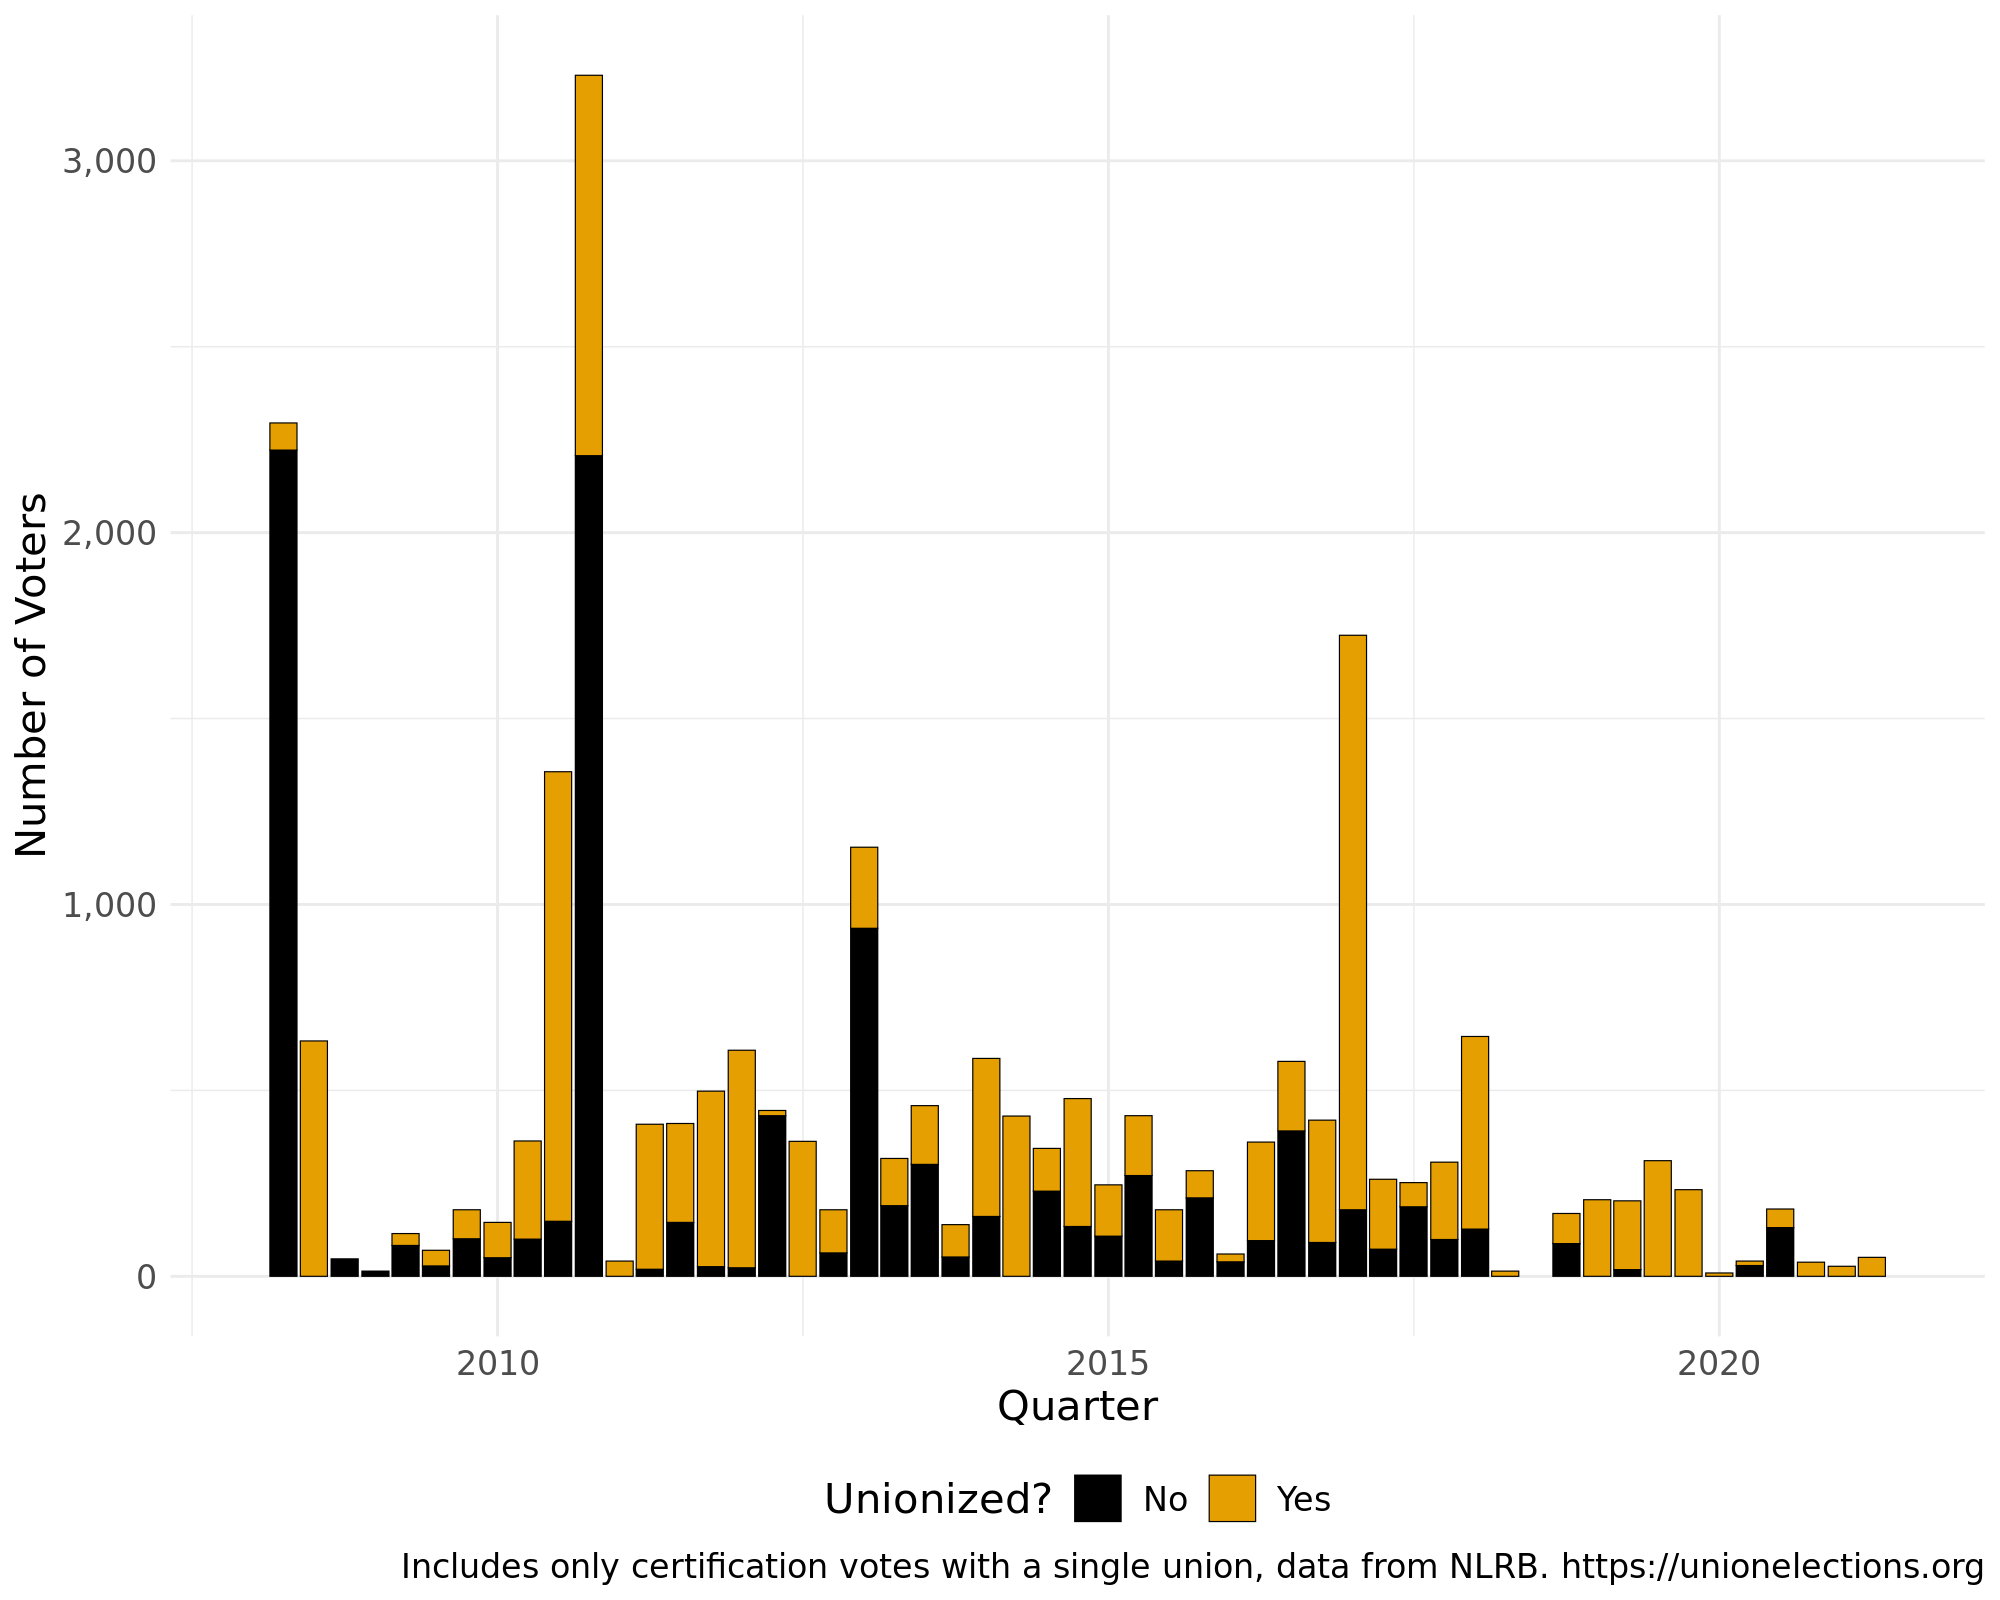 3,000
2,000
1,000
0
Number of Voters
2010 2015 2020
Quarter
Unionized? No Yes
Includes only certification votes with a single union, data from NLRB. https://unionelections.org